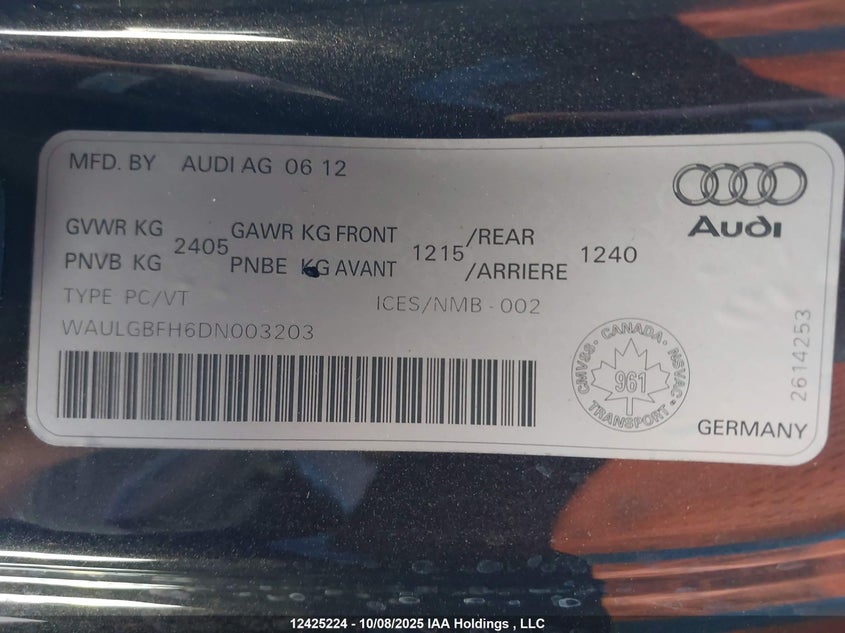 MFD. BY AUDI AG 06 12
Audi
GVWR KG 2405 GAWR KG FRONT 1215 /REAR 1240
PNVB KG PNBE KG AVANT /ARRIERE
TYPE PC/VT ICES/NMB - 002
WAULGBFH6DN003203
CMVSS • CANADA • NSVAC • TRANSPORT
961
2614253
GERMANY
12425224 - 10/08/2025 IAA Holdings , LLC